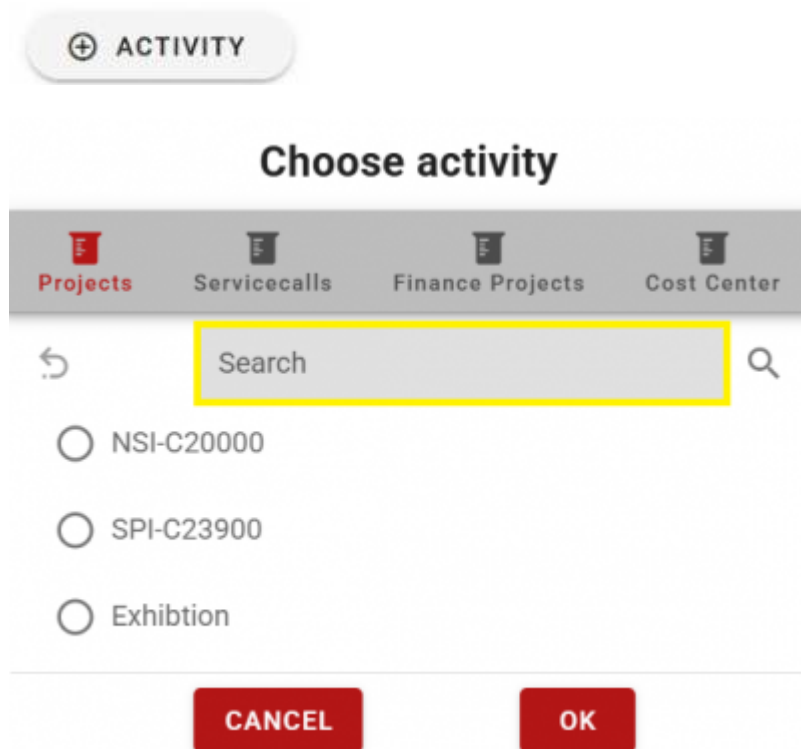 ACTIVITY
Choose activity
Projects Servicecalls Finance Projects Cost Center
Search
NSI-C20000
SPI-C23900
Exhibtion
CANCEL OK